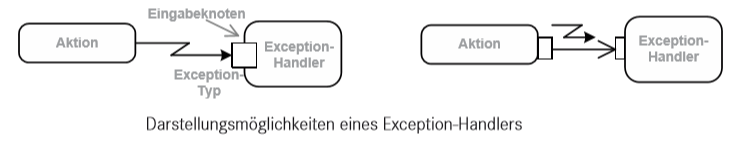 Eingabeknoten
Aktion
Exception-
Handler
Exception-
Typ
Aktion
Exception-
Handler
Darstellungsmöglichkeiten eines Exception-Handlers